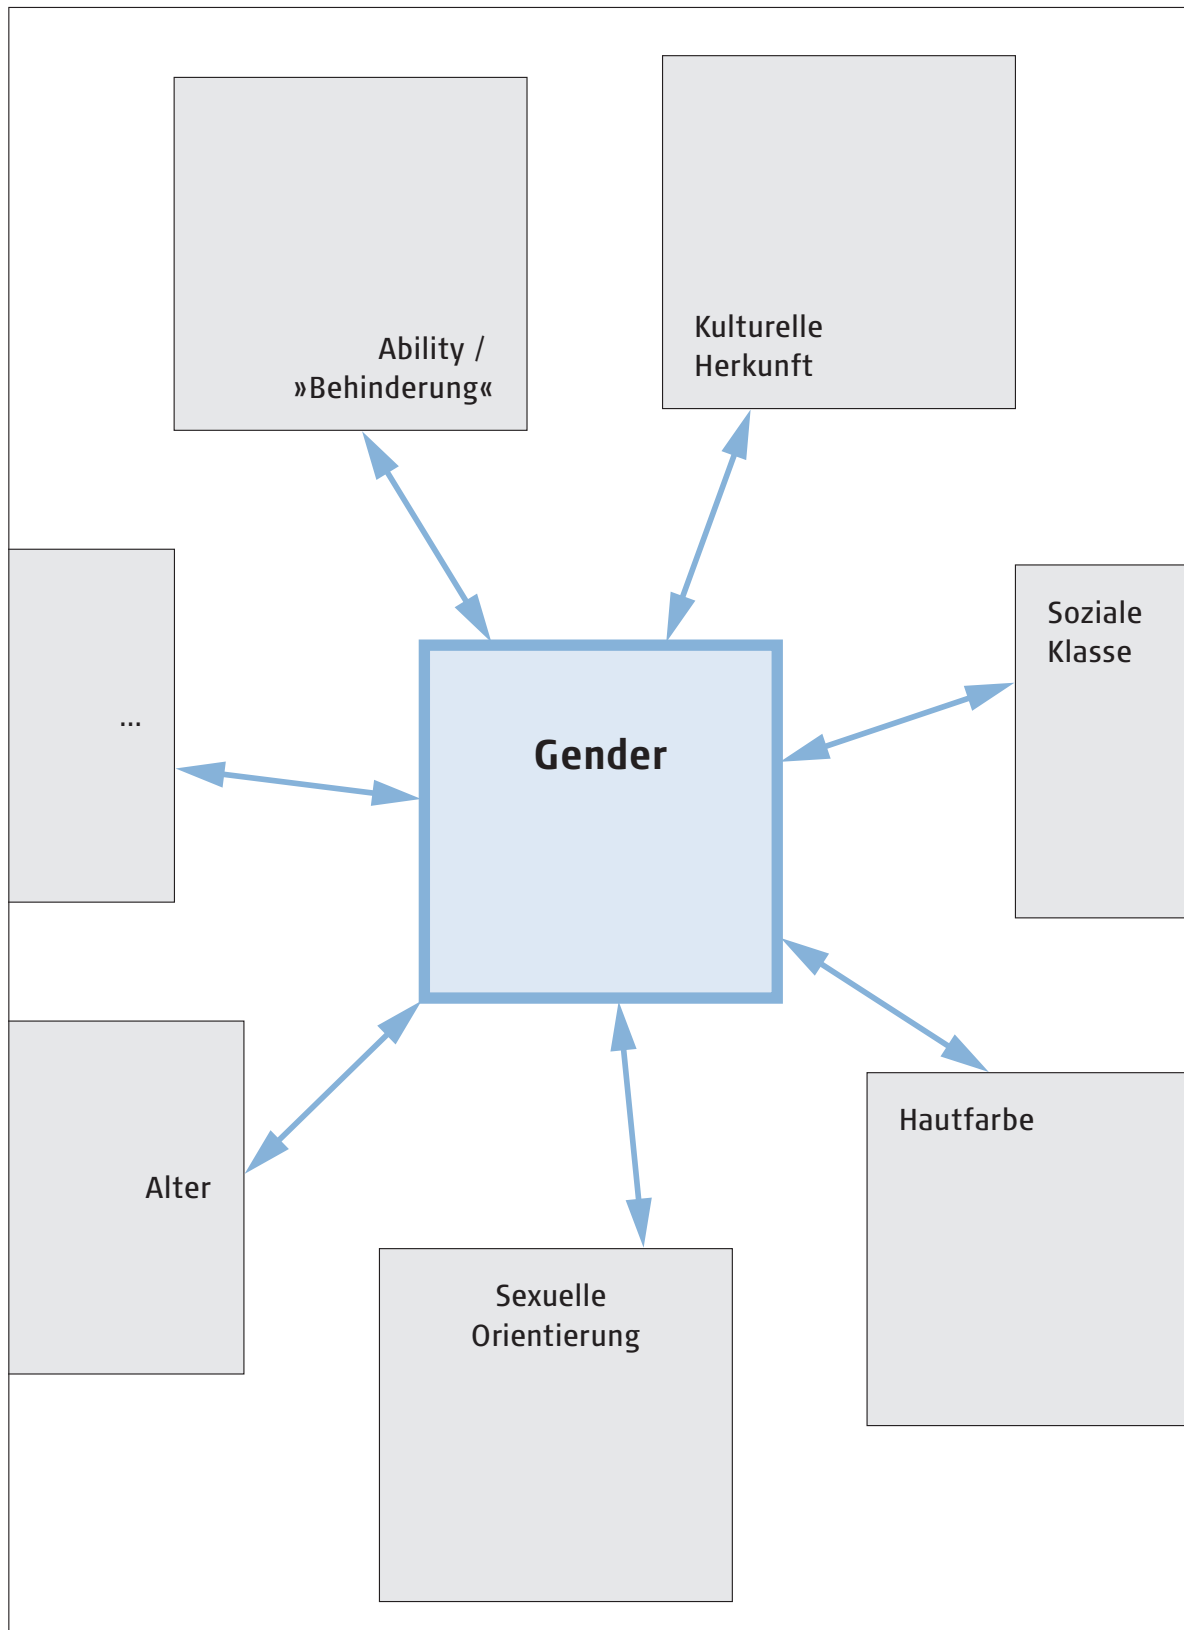 Ability /
»Behinderung«
Kulturelle
Herkunft
Soziale
Klasse
...
Gender
Hautfarbe
Alter
Sexuelle
Orientierung